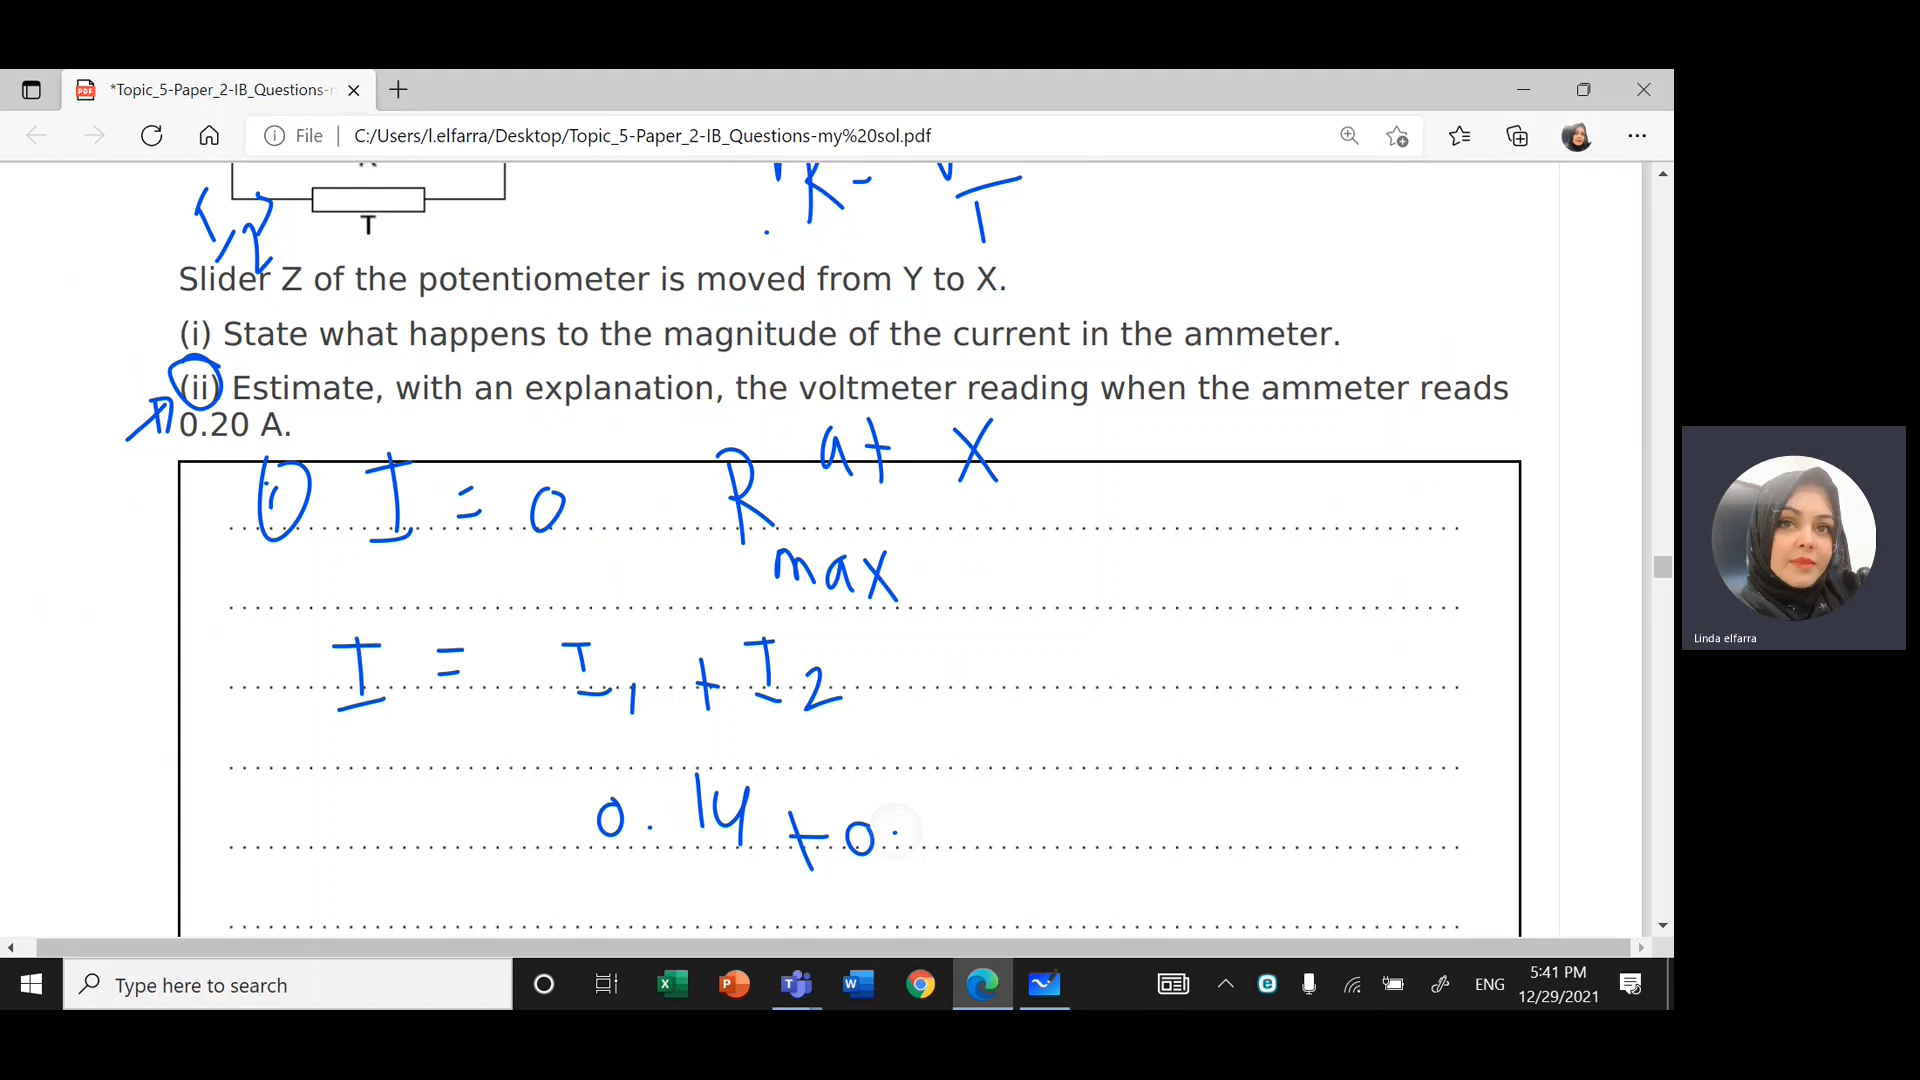 *Topic_5-Paper_2-IB_Questions-
File
C:/Users/l.elfarra/Desktop/Topic_5-Paper_2-IB_Questions-my%20sol.pdf
R = V
I
I, 2
T
Slider Z of the potentiometer is moved from Y to X.
(i) State what happens to the magnitude of the current in the ammeter.
(ii) Estimate, with an explanation, the voltmeter reading when the ammeter reads
0.20 A.
at X
(i) I = 0 R
max
I = I1 + I2
0.14 + 0.
Linda elfarra
Type here to search
ENG
5:41 PM
12/29/2021